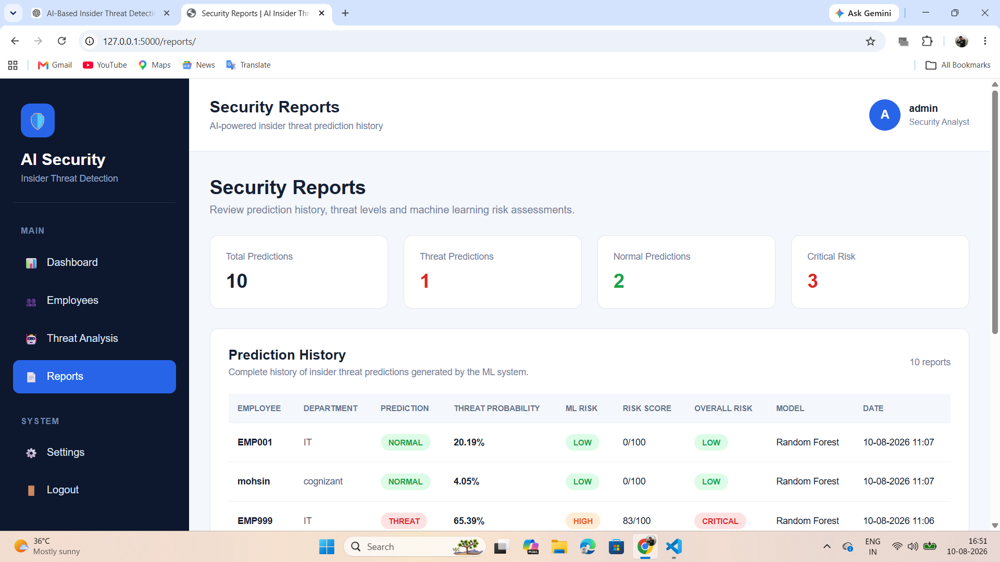 AI-Based Insider Threat Detecti
Security Reports | AI Insider Thr
Ask Gemini
127.0.0.1:5000/reports/
Gmail
YouTube
Maps
News
Translate
All Bookmarks
AI Security
Insider Threat Detection
MAIN
Dashboard
Employees
Threat Analysis
Reports
SYSTEM
Settings
Logout
Security Reports
AI-powered insider threat prediction history
A
admin
Security Analyst
Security Reports
Review prediction history, threat levels and machine learning risk assessments.
Total Predictions
10
Threat Predictions
1
Normal Predictions
2
Critical Risk
3
Prediction History
Complete history of insider threat predictions generated by the ML system.
10 reports
EMPLOYEE DEPARTMENT PREDICTION THREAT PROBABILITY ML RISK RISK SCORE OVERALL RISK MODEL DATE
EMP001 IT NORMAL 20.19% LOW 0/100 LOW Random Forest 10-08-2026 11:07
mohsin cognizant NORMAL 4.05% LOW 0/100 LOW Random Forest 10-08-2026 11:07
EMP999 IT THREAT 65.39% HIGH 83/100 CRITICAL Random Forest 10-08-2026 11:06
36°C
Mostly sunny
Search
M365
ENG
IN
16:51
10-08-2026